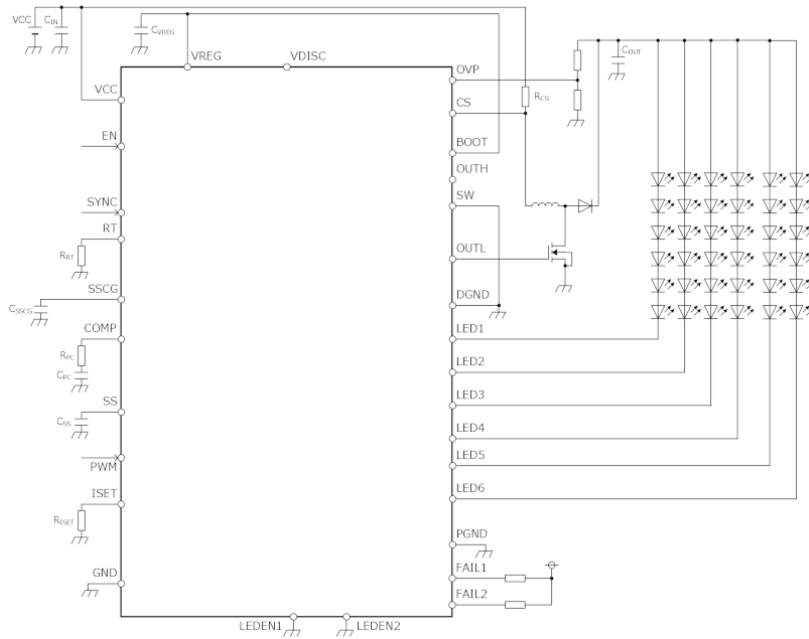 VCC
CIN
CVREG
VREG
VDISC
COUT
OVP
VCC
RCS
CS
EN
BOOT
OUTH
SYNC
SW
RT
RRT
OUTL
SSCG
CSSCG
DGND
COMP
LED1
RPC
CPC
LED2
SS
LED3
CSS
LED4
PWM
LED5
ISET
LED6
RISET
PGND
GND
FAIL1
FAIL2
LEDEN1
LEDEN2